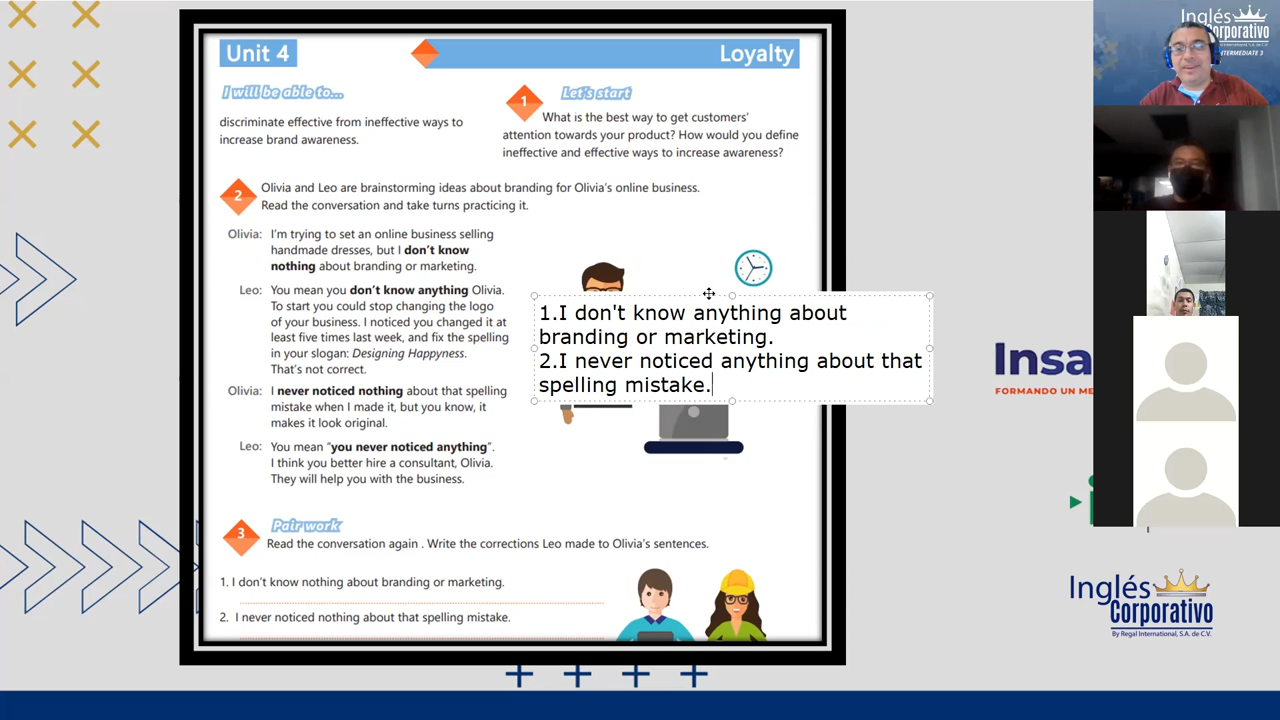 Unit 4
Loyalty
I will be able to...
discriminate effective from ineffective ways to
increase brand awareness.
1
Let's start
What is the best way to get customers'
attention towards your product? How would you define
ineffective and effective ways to increase awareness?
2
Olivia and Leo are brainstorming ideas about branding for Olivia's online business.
Read the conversation and take turns practicing it.
Olivia: I'm trying to set an online business selling
handmade dresses, but I don't know
nothing about branding or marketing.
Leo: You mean you don't know anything Olivia.
To start you could stop changing the logo
of your business. I noticed you changed it at
least five times last week, and fix the spelling
in your slogan: Designing Happyness.
That's not correct.
Olivia: I never noticed nothing about that spelling
mistake when I made it, but you know, it
makes it look original.
Leo: You mean "you never noticed anything".
I think you better hire a consultant, Olivia.
They will help you with the business.
1.I don't know anything about
branding or marketing.
2.I never noticed anything about that
spelling mistake.
3
Pair work
Read the conversation again . Write the corrections Leo made to Olivia's sentences.
1. I don't know nothing about branding or marketing.
2. I never noticed nothing about that spelling mistake.
Inglés
Corporativo
By Regal International, S.A. de C.V.
INTERMEDIATE 3
Insa
FORMANDO UN ME
Inglés
Corporativo
By Regal International, S.A. de C.V.